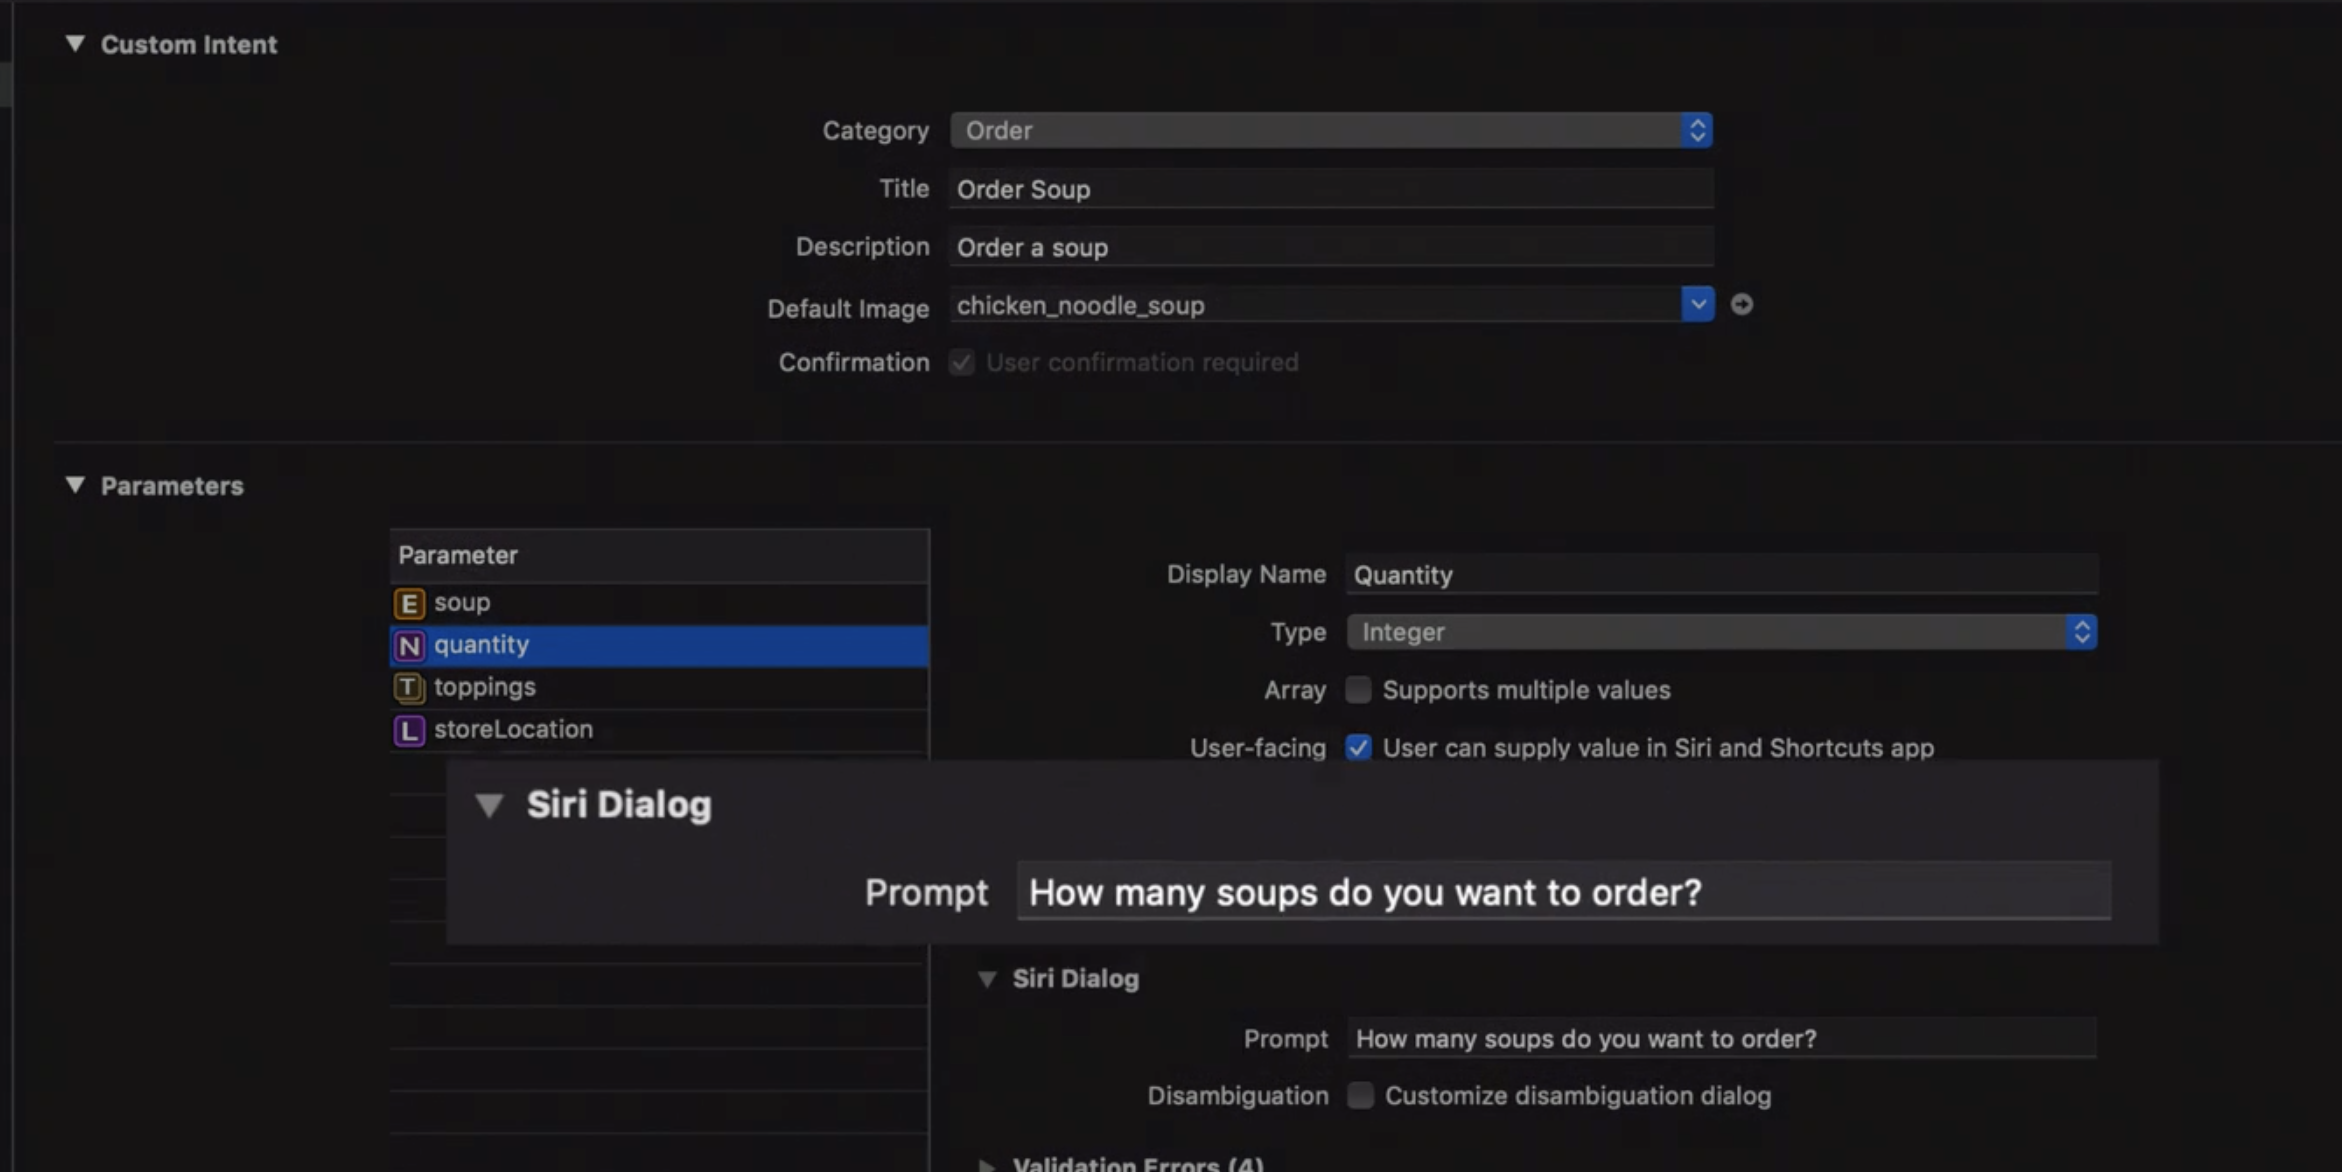 Custom Intent
Category Order
Title Order Soup
Description Order a soup
Default Image chicken_noodle_soup
Confirmation User confirmation required
Parameters
Parameter
E soup
N quantity
T toppings
L storeLocation
Display Name Quantity
Type Integer
Array Supports multiple values
User-facing User can supply value in Siri and Shortcuts app
Siri Dialog
Prompt How many soups do you want to order?
Siri Dialog
Prompt How many soups do you want to order?
Disambiguation Customize disambiguation dialog
Validation Errors (4)